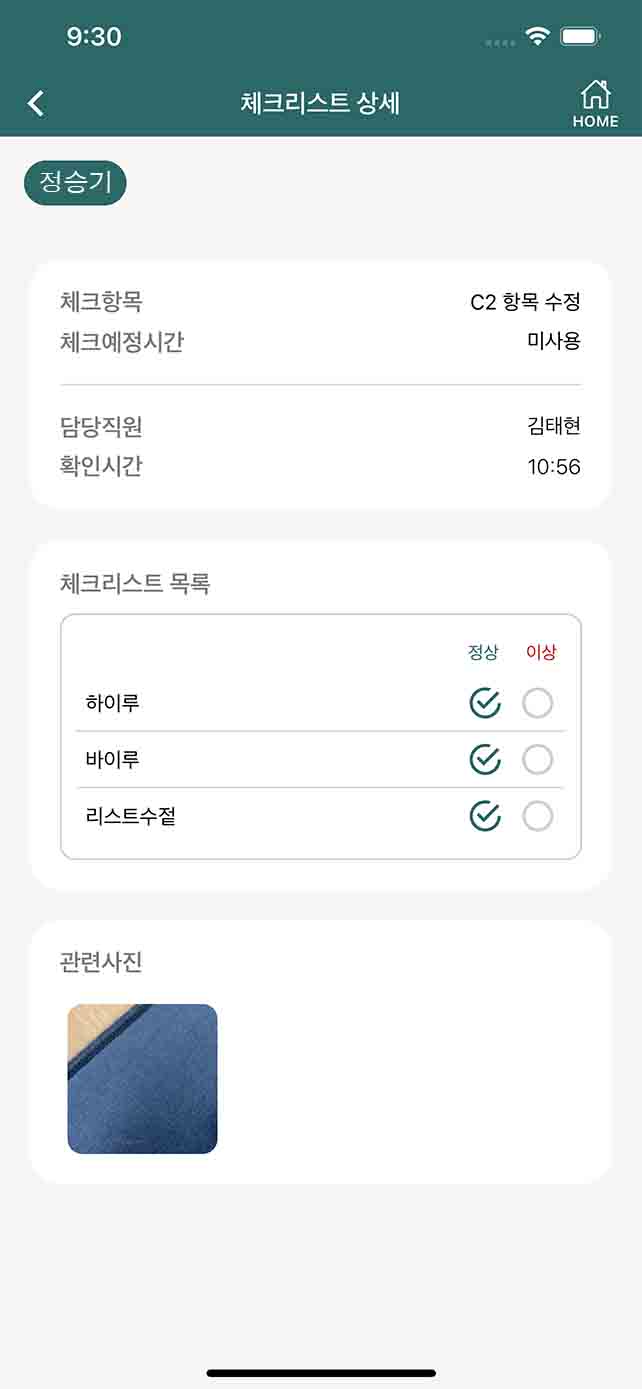 9:30
체크리스트 상세
HOME
정승기
체크항목 C2 항목 수정
체크예정시간 미사용
담당직원 김태현
확인시간 10:56
체크리스트 목록
정상 이상
하이루
바이루
리스트수젙
관련사진